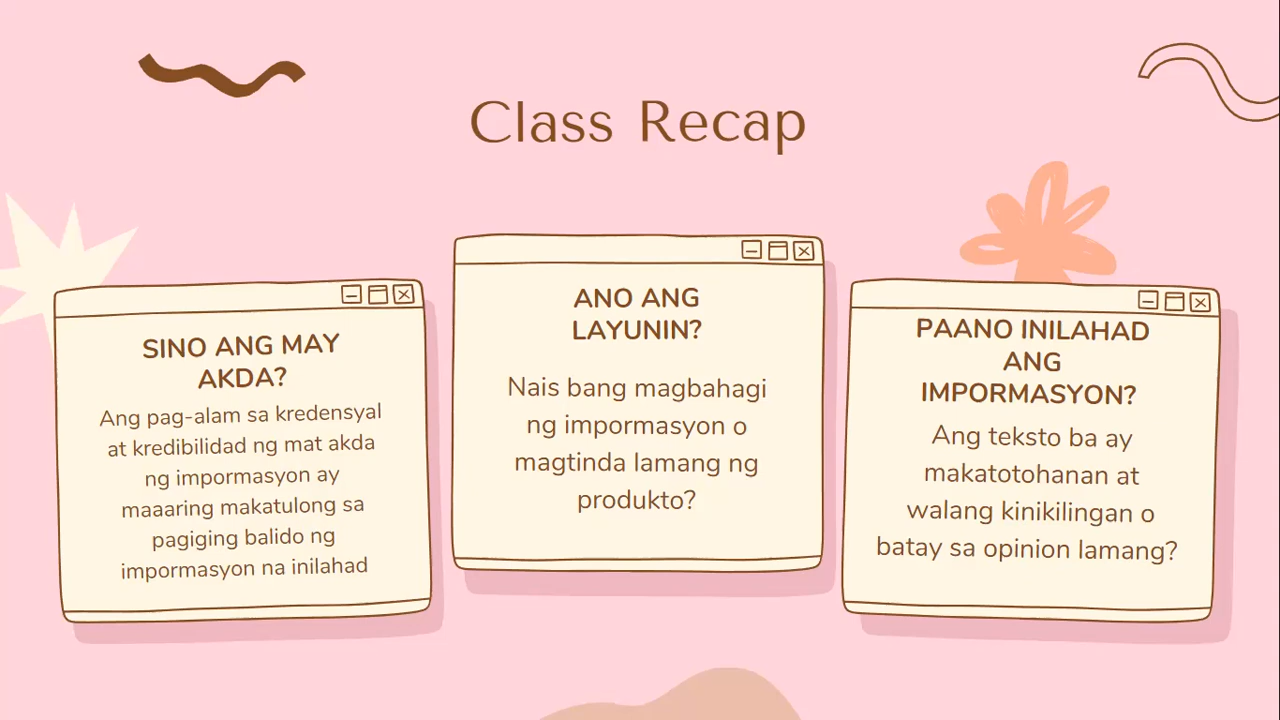 Class Recap
SINO ANG MAY
AKDA?
Ang pag-alam sa kredensyal
at kredibilidad ng mat akda
ng impormasyon ay
maaaring makatulong sa
pagiging balido ng
impormasyon na inilahad
ANO ANG
LAYUNIN?
Nais bang magbahagi
ng impormasyon o
magtinda lamang ng
produkto?
PAANO INILAHAD
ANG
IMPORMASYON?
Ang teksto ba ay
makatotohanan at
walang kinikilingan o
batay sa opinion lamang?